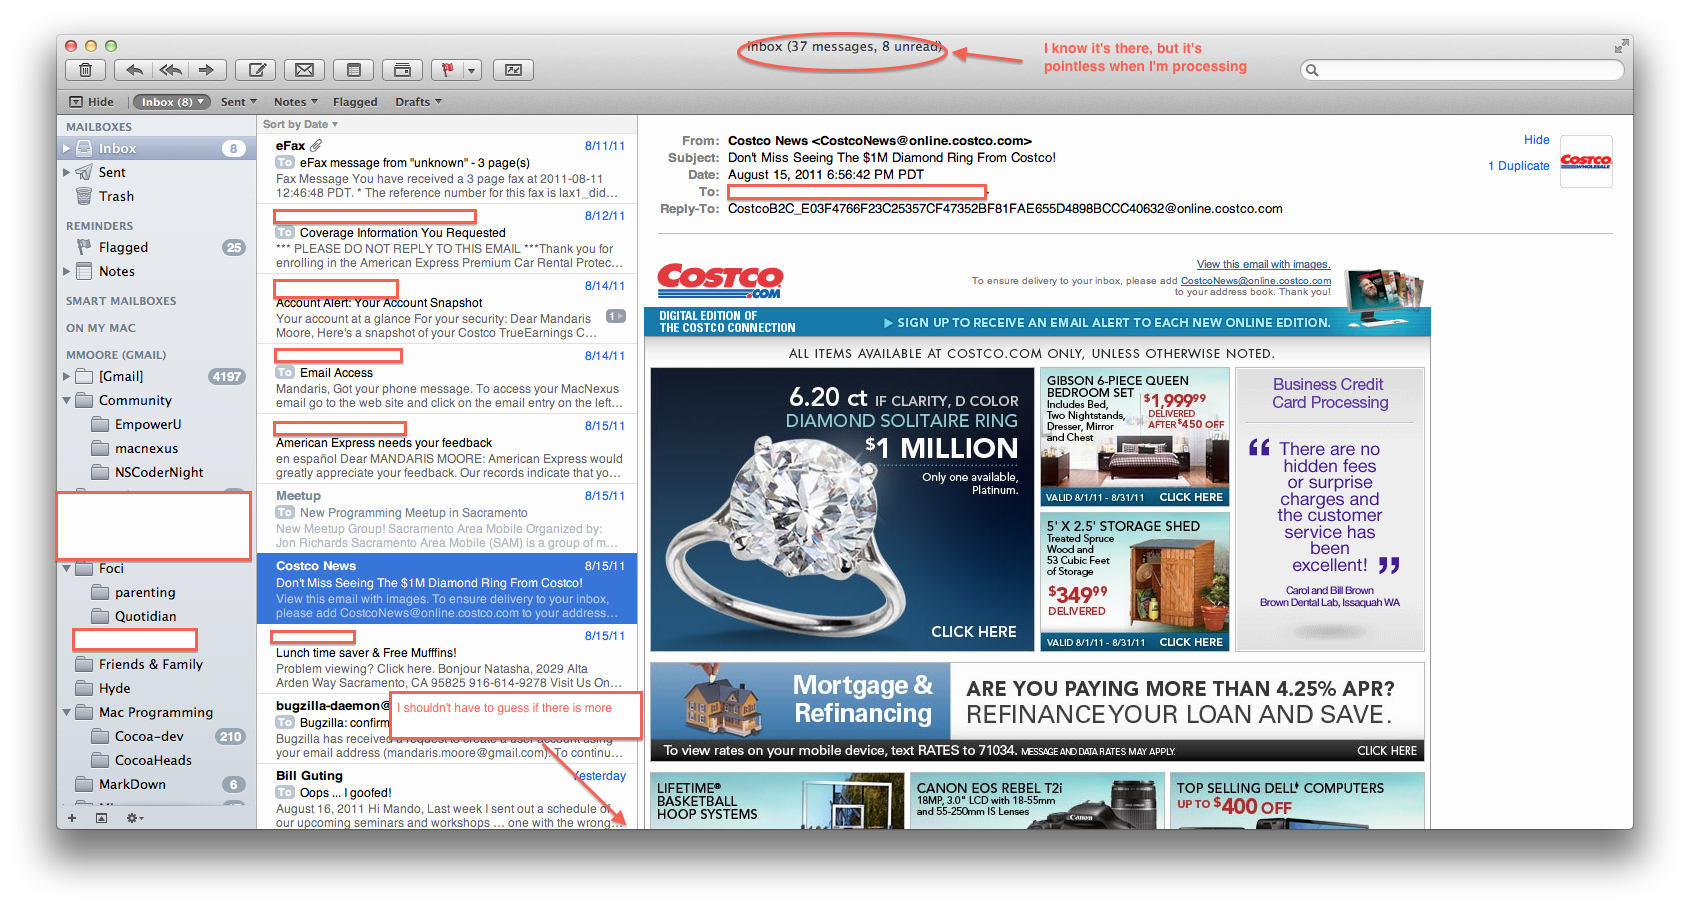 Inbox (37 messages, 8 unread)
I know it's there, but it's
pointless when I'm processing
Hide
Inbox (8)
Sent
Notes
Flagged
Drafts
MAILBOXES
Inbox 8
Sent
Trash
REMINDERS
Flagged 25
Notes
SMART MAILBOXES
ON MY MAC
MMOORE (GMAIL)
[Gmail] 4197
Community
EmpowerU
macnexus
NSCoderNight
Foci
parenting
Quotidian
Friends & Family
Hyde
Mac Programming
Cocoa-dev 210
CocoaHeads
MarkDown 6
Sort by Date
eFax 8/11/11
To eFax message from "unknown" - 3 page(s)
Fax Message You have received a 3 page fax at 2011-08-11
12:46:48 PDT. * The reference number for this fax is lax1_did...
8/12/11
To Coverage Information You Requested
*** PLEASE DO NOT REPLY TO THIS EMAIL ***Thank you for
enrolling in the American Express Premium Car Rental Protec...
8/14/11
Account Alert: Your Account Snapshot
Your account at a glance For your security: Dear Mandaris
Moore, Here's a snapshot of your Costco TrueEarnings C... 1
8/14/11
To Email Access
Mandaris, Got your phone message. To access your MacNexus
email go to the web site and click on the email entry on the left...
8/15/11
American Express needs your feedback
en español Dear MANDARIS MOORE: American Express would
greatly appreciate your feedback. Our records indicate that yo...
Meetup 8/15/11
To New Programming Meetup in Sacramento
New Meetup Group! Sacramento Area Mobile Organized by:
Jon Richards Sacramento Area Mobile (SAM) is a group of m...
Costco News 8/15/11
Don't Miss Seeing The $1M Diamond Ring From Costco!
View this email with images. To ensure delivery to your inbox,
please add CostcoNews@online.costco.com to your address...
8/15/11
Lunch time saver & Free Mufffins!
Problem viewing? Click here. Bonjour Natasha, 2029 Alta
Arden Way Sacramento, CA 95825 916-614-9278 Visit Us On...
bugzilla-daemon@
I shouldn't have to guess if there is more
To Bugzilla: confirm
Bugzilla has received a request to create a user account using
your email address (mandaris.moore@gmail.com). To continu...
Bill Guting Yesterday
To Oops ... I goofed!
August 16, 2011 Hi Mando, Last week I sent out a schedule of
our upcoming seminars and workshops ... one with the wrong...
From: Costco News <CostcoNews@online.costco.com>
Subject: Don't Miss Seeing The $1M Diamond Ring From Costco!
Date: August 15, 2011 6:56:42 PM PDT
To:
Reply-To: CostcoB2C_E03F4766F23C25357CF47352BF81FAE655D4898BCCC40632@online.costco.com
Hide
1 Duplicate
COSTCO
WHOLESALE
COSTCO
.COM
View this email with images.
To ensure delivery to your inbox, please add CostcoNews@online.costco.com
to your address book. Thank you!
DIGITAL EDITION OF
THE COSTCO CONNECTION
SIGN UP TO RECEIVE AN EMAIL ALERT TO EACH NEW ONLINE EDITION.
ALL ITEMS AVAILABLE AT COSTCO.COM ONLY, UNLESS OTHERWISE NOTED.
6.20 ct IF CLARITY, D COLOR
DIAMOND SOLITAIRE RING
$1 MILLION
Only one available,
Platinum.
CLICK HERE
GIBSON 6-PIECE QUEEN
BEDROOM SET
Includes Bed,
Two Nightstands,
Dresser, Mirror
and Chest
$1,999.99
DELIVERED
AFTER $450 OFF
VALID 8/1/11 - 8/31/11 CLICK HERE
5' X 2.5' STORAGE SHED
Treated Spruce
Wood and
53 Cubic Feet
of Storage
$349.99
DELIVERED
VALID 8/1/11 - 8/31/11 CLICK HERE
Business Credit
Card Processing
“ There are no
hidden fees
or surprise
charges and
the customer
service has
been
excellent! ”
Carol and Bill Brown
Brown Dental Lab, Issaquah WA
Mortgage &
Refinancing
ARE YOU PAYING MORE THAN 4.25% APR?
REFINANCE YOUR LOAN AND SAVE.
To view rates on your mobile device, text RATES to 71034. MESSAGE AND DATA RATES MAY APPLY.
CLICK HERE
LIFETIME®
BASKETBALL
HOOP SYSTEMS
CANON EOS REBEL T2i
18MP, 3.0" LCD with 18-55mm
and 55-250mm IS Lenses
Canon
TOP SELLING DELL COMPUTERS
UP TO $400 OFF